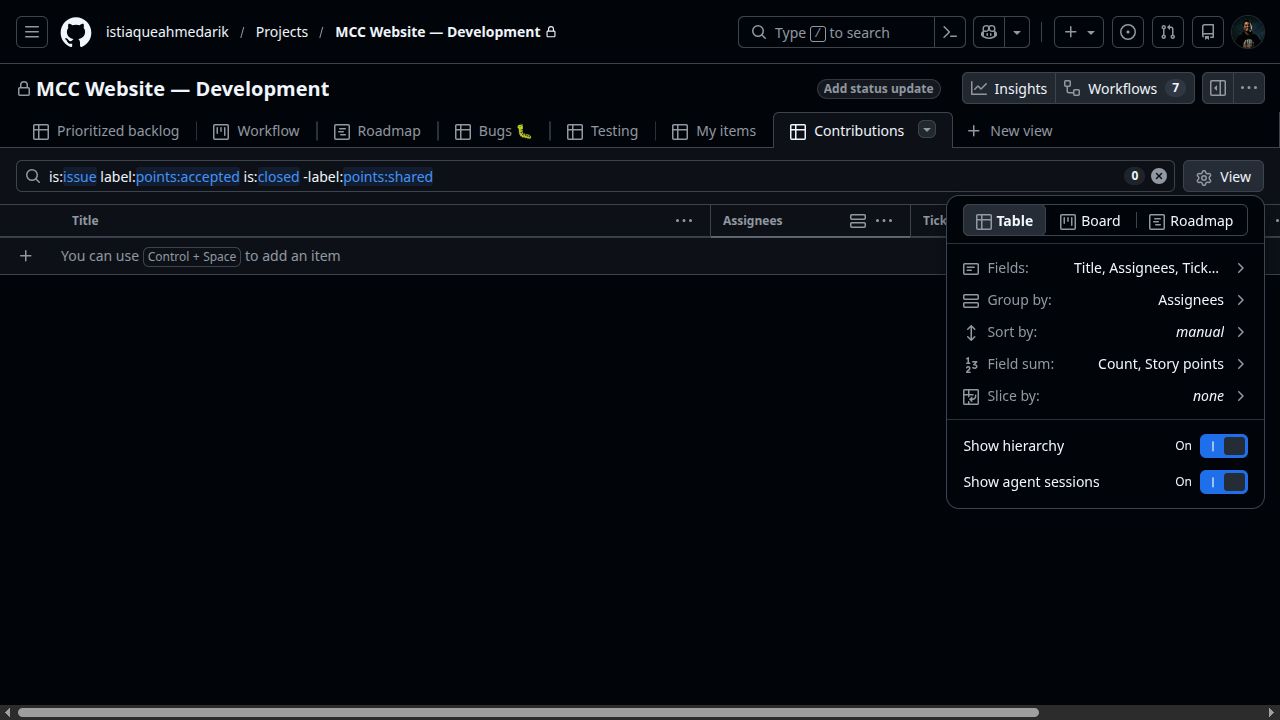 istiaqueahmedarik / Projects / MCC Website — Development
Type / to search
MCC Website — Development
Add status update
Insights
Workflows 7
Prioritized backlog
Workflow
Roadmap
Bugs 🐛
Testing
My items
Contributions
New view
is:issue label:points:accepted is:closed -label:points:shared
0
View
Title
Assignees
Tick
You can use Control + Space to add an item
Table
Board
Roadmap
Fields: Title, Assignees, Tick...
Group by: Assignees
Sort by: manual
Field sum: Count, Story points
Slice by: none
Show hierarchy On
Show agent sessions On